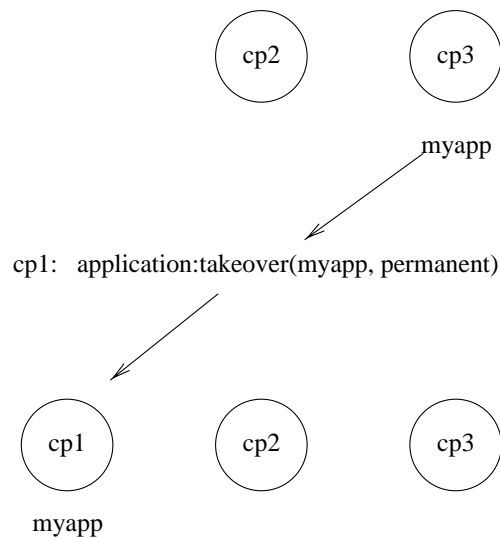 cp2 cp3
myapp
cp1: application:takeover(myapp, permanent)
cp1 cp2 cp3
myapp